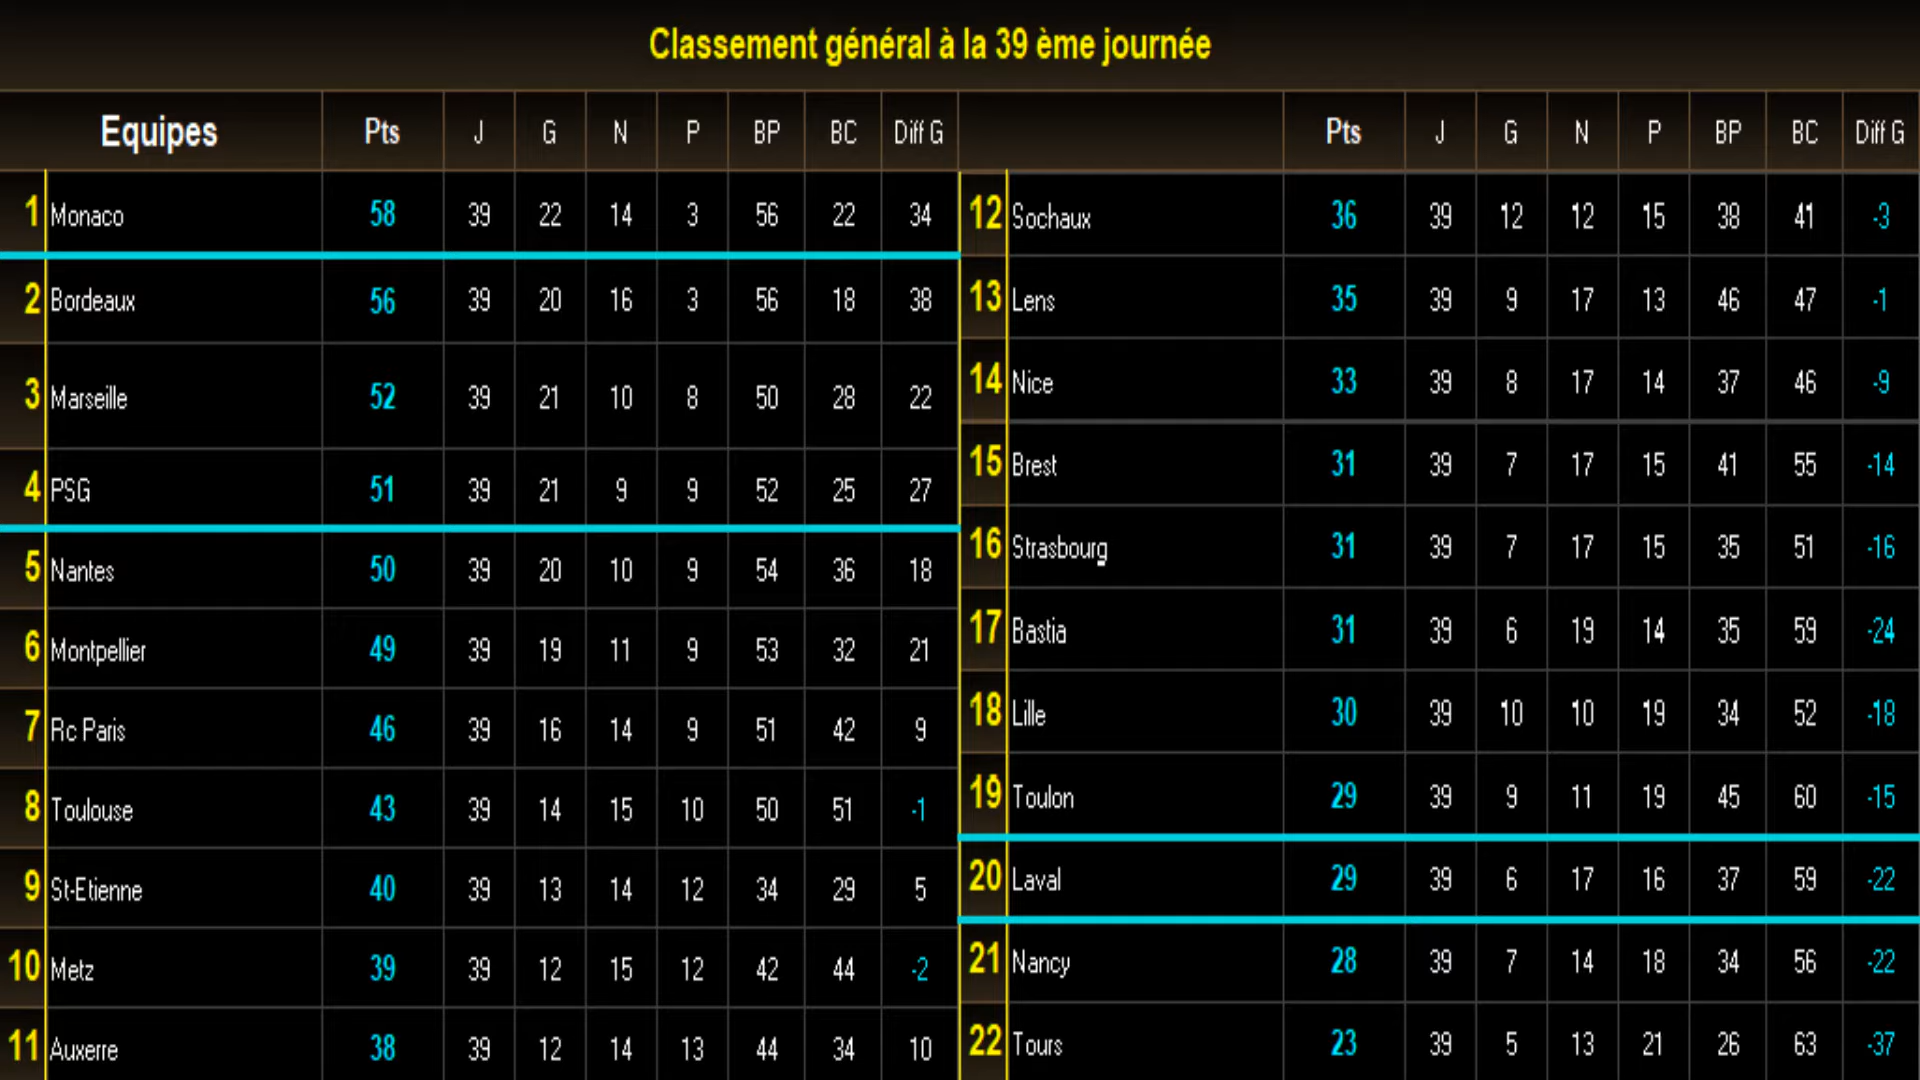 Classement général à la 39 ème journée
Equipes Pts J G N P BP BC Diff G
1 Monaco 58 39 22 14 3 56 22 34
2 Bordeaux 56 39 20 16 3 56 18 38
3 Marseille 52 39 21 10 8 50 28 22
4 PSG 51 39 21 9 9 52 25 27
5 Nantes 50 39 20 10 9 54 36 18
6 Montpellier 49 39 19 11 9 53 32 21
7 Rc Paris 46 39 16 14 9 51 42 9
8 Toulouse 43 39 14 15 10 50 51 -1
9 St-Etienne 40 39 13 14 12 34 29 5
10 Metz 39 39 12 15 12 42 44 -2
11 Auxerre 38 39 12 14 13 44 34 10
Pts J G N P BP BC Diff G
12 Sochaux 36 39 12 12 15 38 41 -3
13 Lens 35 39 9 17 13 46 47 -1
14 Nice 33 39 8 17 14 37 46 -9
15 Brest 31 39 7 17 15 41 55 -14
16 Strasbourg 31 39 7 17 15 35 51 -16
17 Bastia 31 39 6 19 14 35 59 -24
18 Lille 30 39 10 10 19 34 52 -18
19 Toulon 29 39 9 11 19 45 60 -15
20 Laval 29 39 6 17 16 37 59 -22
21 Nancy 28 39 7 14 18 34 56 -22
22 Tours 23 39 5 13 21 26 63 -37